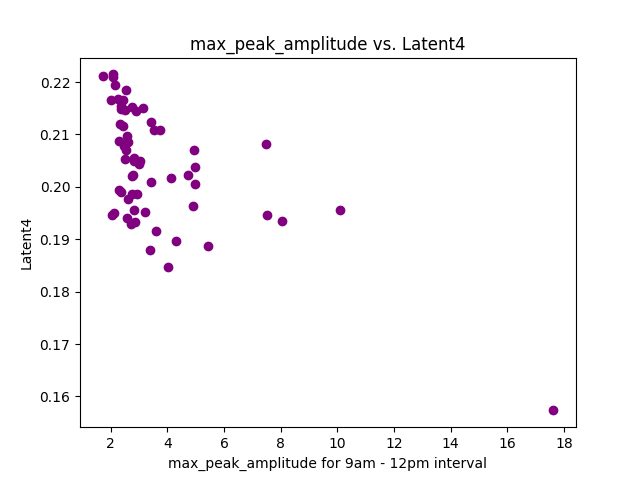 max_peak_amplitude vs. Latent4
0.22
0.21
0.20
0.19
0.18
0.17
0.16
Latent4
2 4 6 8 10 12 14 16 18
max_peak_amplitude for 9am - 12pm interval